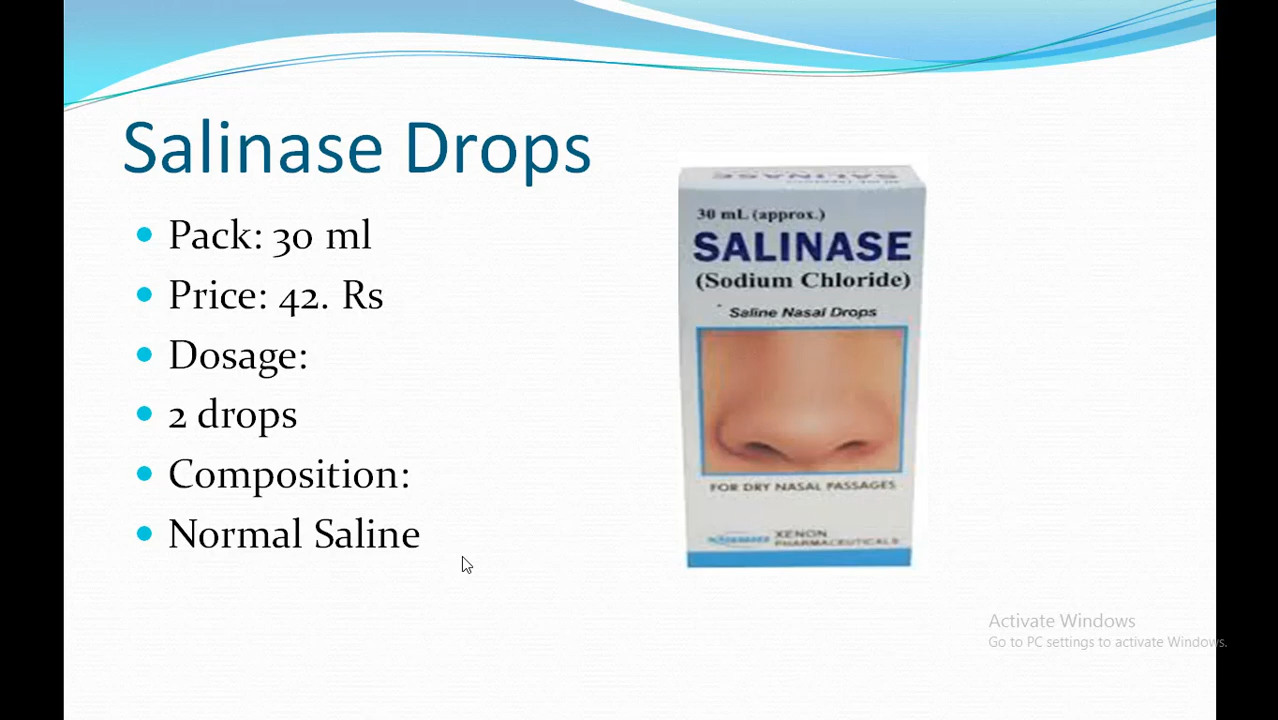 Salinase Drops
Pack: 30 ml
Price: 42. Rs
Dosage:
2 drops
Composition:
Normal Saline
SALINASE
30 mL (approx.)
SALINASE
(Sodium Chloride)
Saline Nasal Drops
FOR DRY NASAL PASSAGES
XENON
PHARMACEUTICALS
Activate Windows
Go to PC settings to activate Windows.